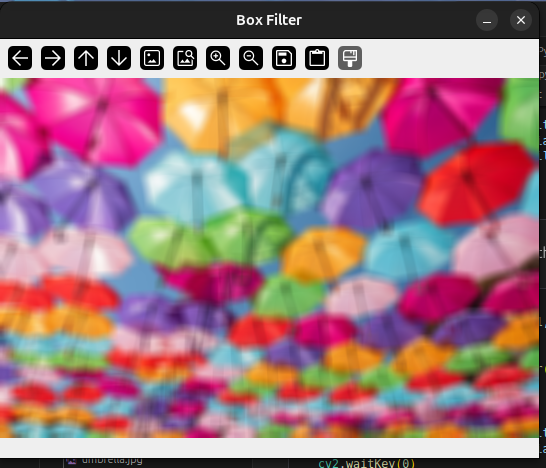 Box Filter
umbrella.jpg
cv2.waitKey(0)